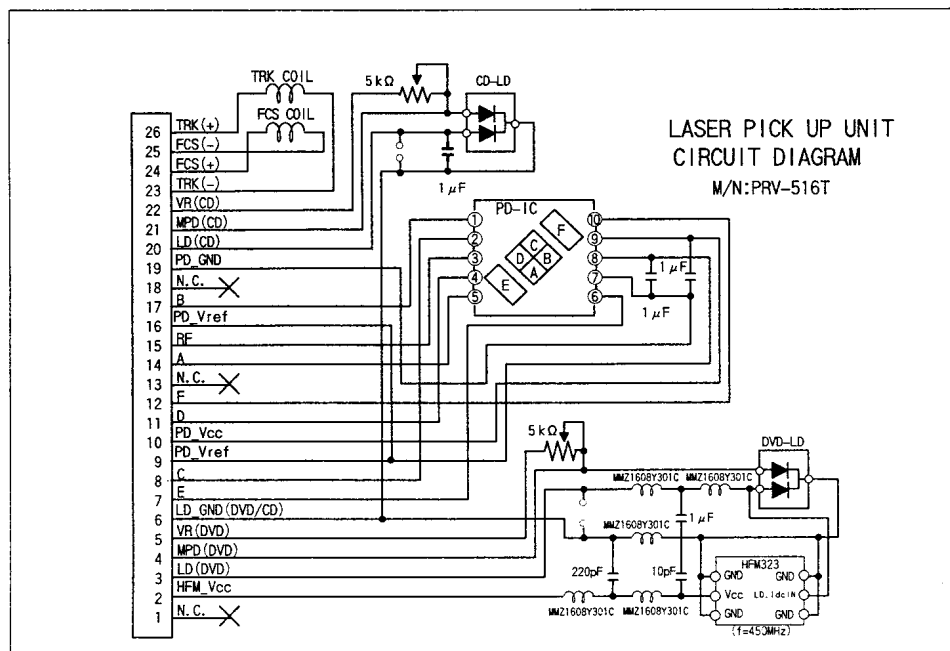 LASER PICK UP UNIT
CIRCUIT DIAGRAM
M/N:PRV-516T
TRK COIL
FCS COIL
5kΩ
CD-LD
1μF
26 TRK(+)
25 FCS(-)
24 FCS(+)
23 TRK(-)
22 VR(CD)
21 MPD(CD)
20 LD(CD)
19 PD_GND
18 N.C.
17 B
16 PD_Vref
15 RF
14 A
13 N.C.
12 F
11 D
10 PD_Vcc
9 PD_Vref
8 C
7 E
6 LD_GND(DVD/CD)
5 VR(DVD)
4 MPD(DVD)
3 LD(DVD)
2 HFM_Vcc
1 N.C.
PD-IC
1 10
2 9
3 8
4 7
5 6
F
C
D B
A
E
1μF
1μF
5kΩ
DVD-LD
MMZ1608Y301C MMZ1608Y301C
1μF
MMZ1608Y301C
220pF 10pF
MMZ1608Y301C MMZ1608Y301C
HFM323
GND GND
Vcc LD.IdcIN
GND GND
(f=450MHz)